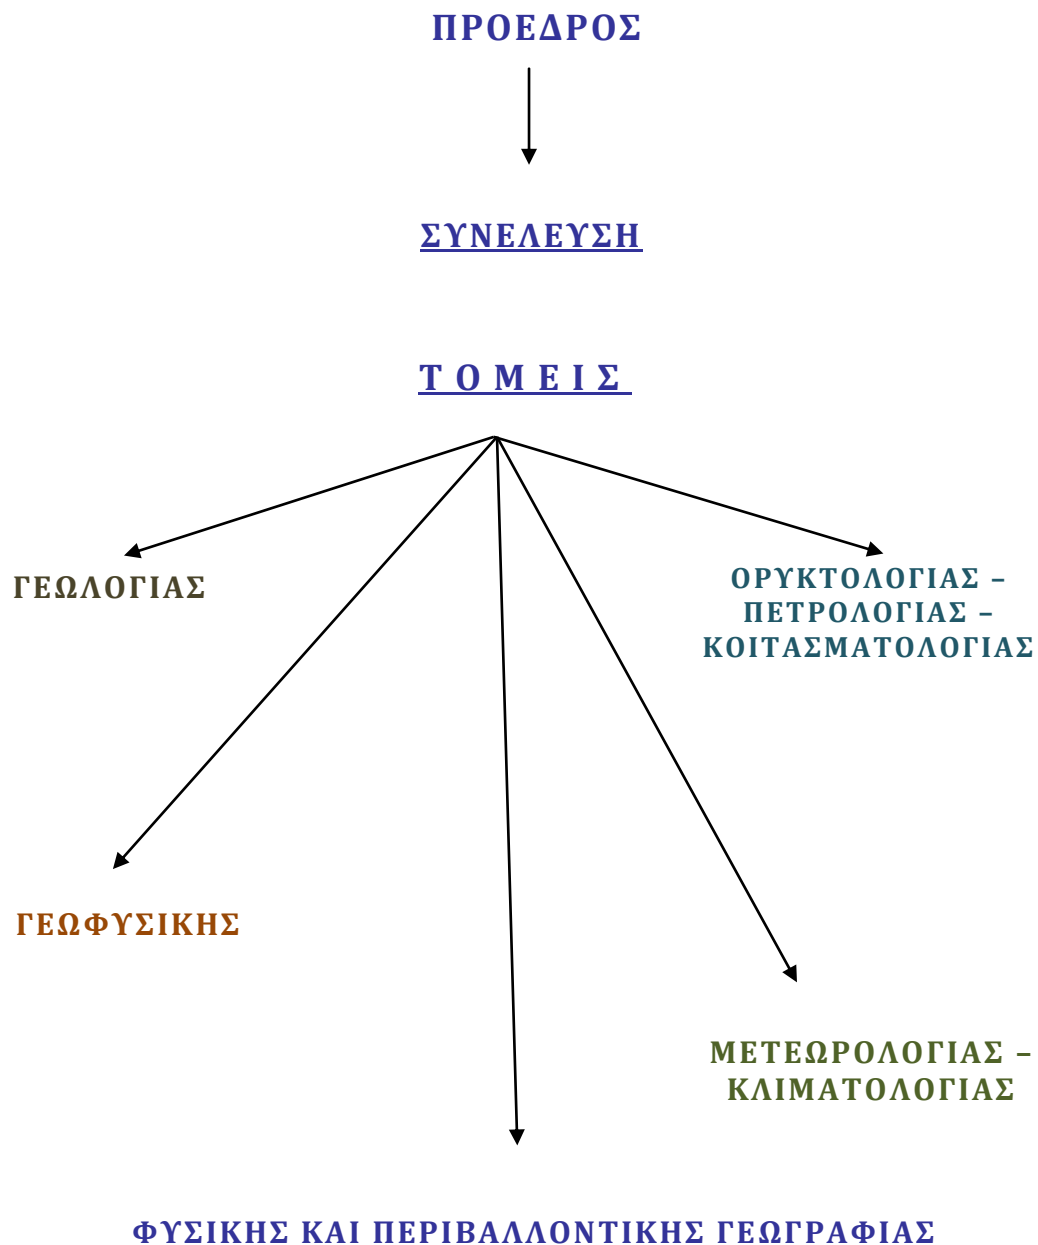 ΠΡΟΕΔΡΟΣ
ΣΥΝΕΛΕΥΣΗ
Τ Ο Μ Ε Ι Σ
ΓΕΩΛΟΓΙΑΣ
ΟΡΥΚΤΟΛΟΓΙΑΣ –
ΠΕΤΡΟΛΟΓΙΑΣ –
ΚΟΙΤΑΣΜΑΤΟΛΟΓΙΑΣ
ΓΕΩΦΥΣΙΚΗΣ
ΜΕΤΕΩΡΟΛΟΓΙΑΣ –
ΚΛΙΜΑΤΟΛΟΓΙΑΣ
ΦΥΣΙΚΗΣ ΚΑΙ ΠΕΡΙΒΑΛΛΟΝΤΙΚΗΣ ΓΕΩΓΡΑΦΙΑΣ